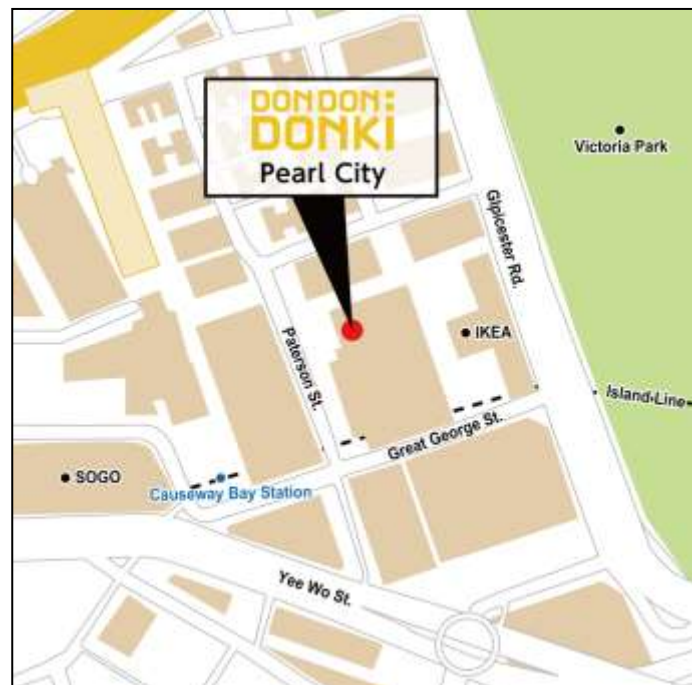 DON DON:
DONKI
Pearl City
Victoria Park
Glpicester Rd.
IKEA
Paterson St.
Island-Line
Great George St.
SOGO
Causeway Bay Station
Yee Wo St.